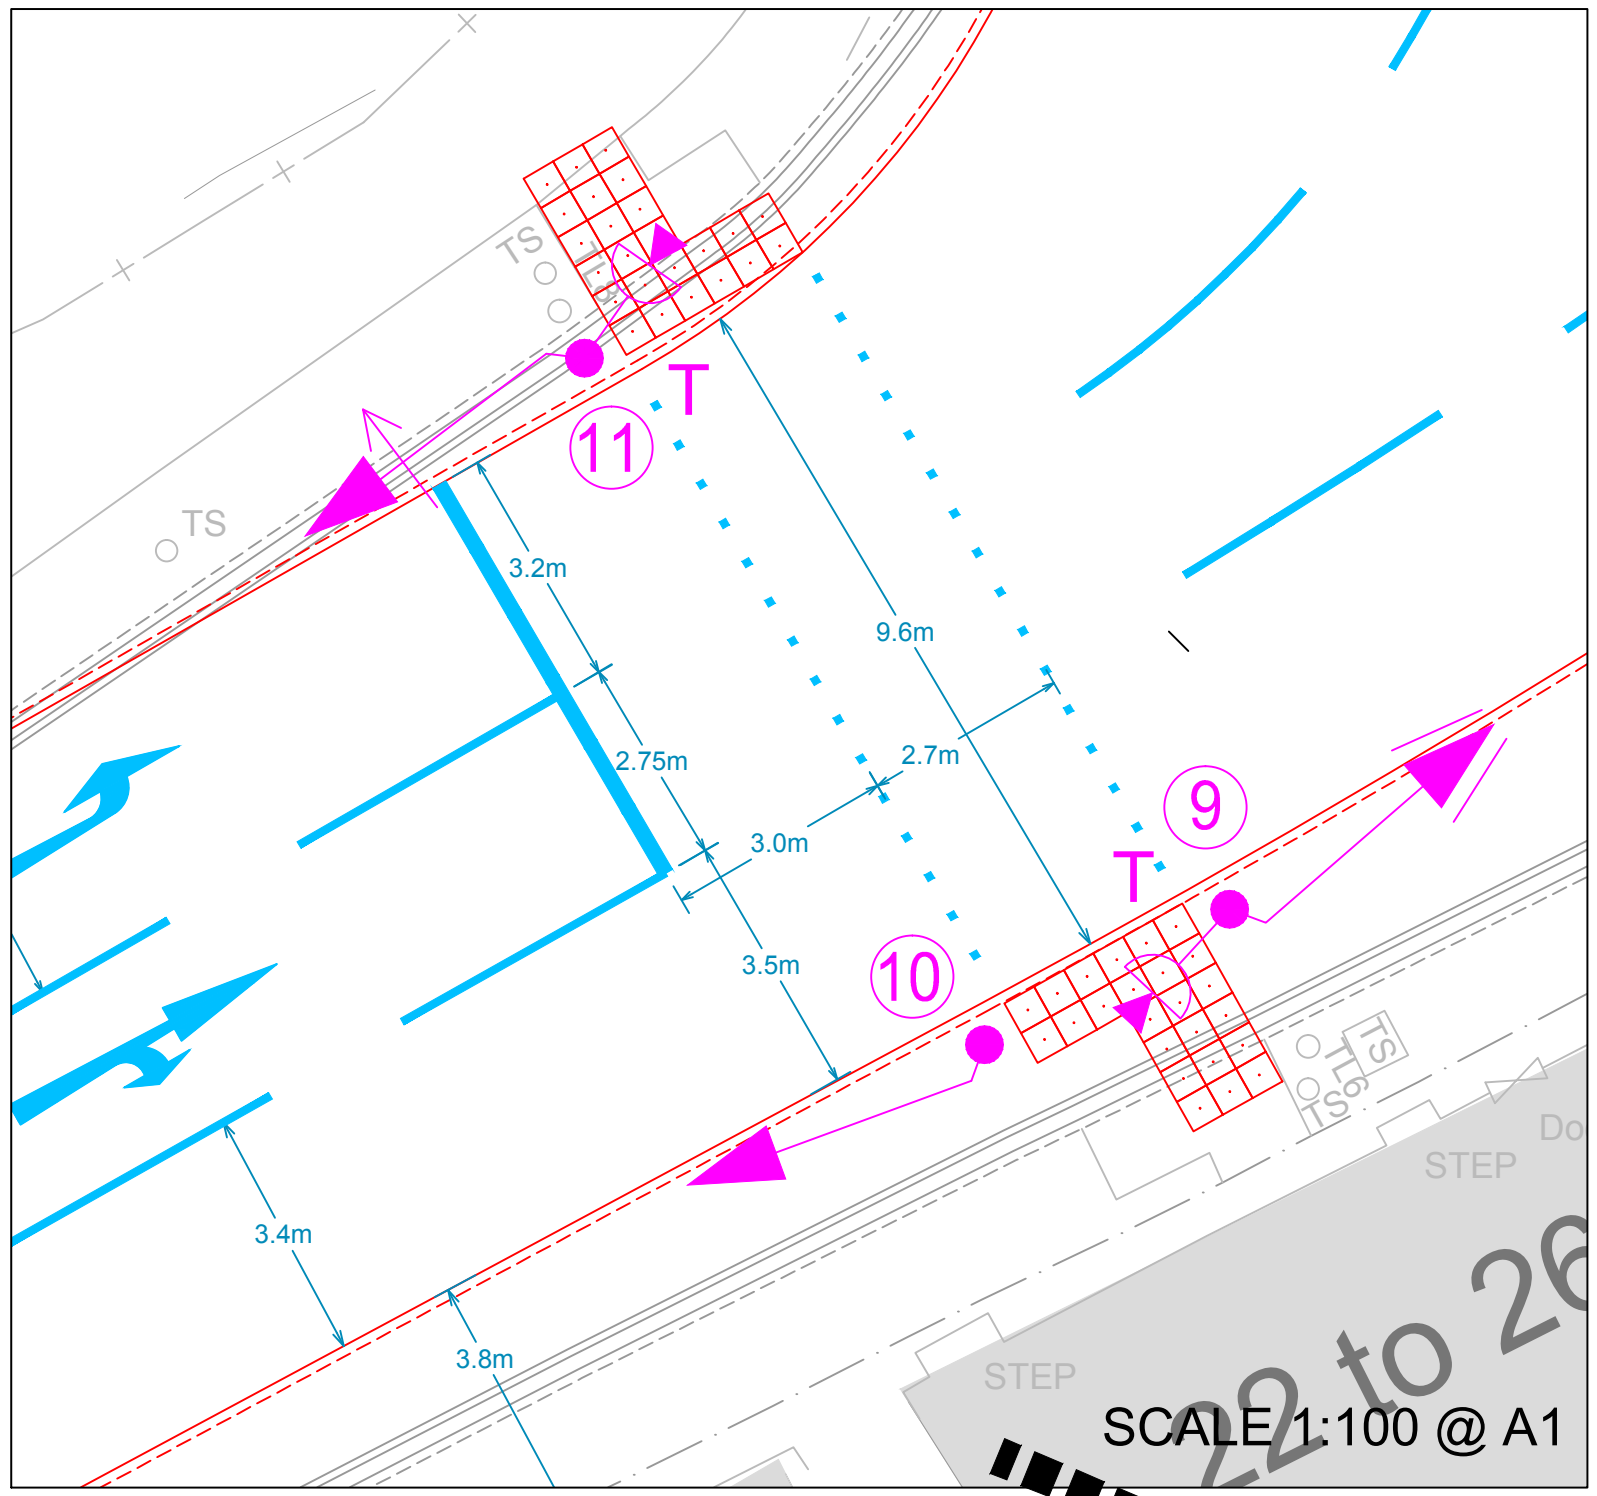 TS
TL8
T
11
TS
3.2m
9.6m
2.75m
2.7m
9
3.0m
T
3.5m
10
TS
TL6
TS
Do
STEP
3.4m
3.8m
STEP
22 to 26
SCALE 1:100 @ A1